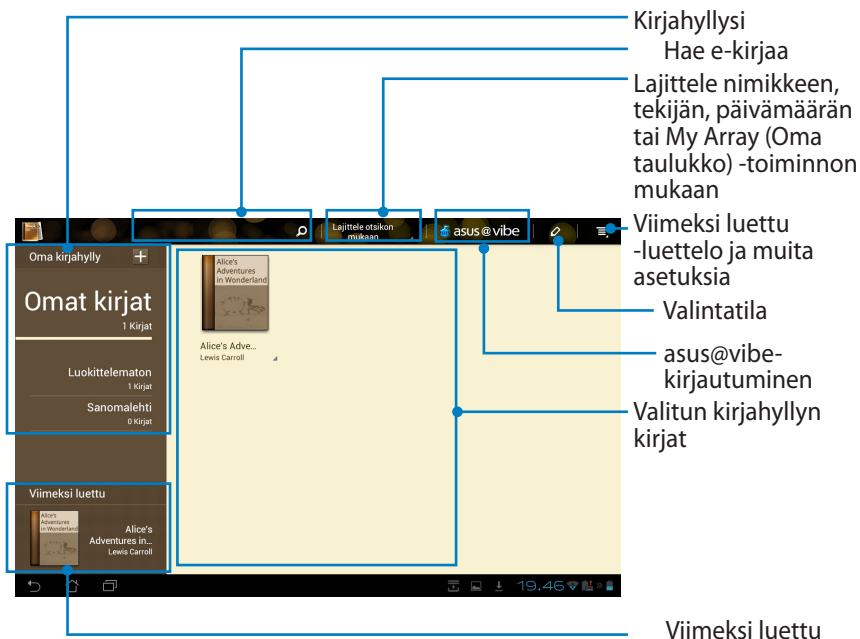 Kirjahyllysi
Hae e-kirjaa
Lajittele nimikkeen,
tekijän, päivämäärän
tai My Array (Oma
taulukko) -toiminnon
mukaan
Viimeksi luettu
-luettelo ja muita
asetuksia
Valintatila
asus@vibe-
kirjautuminen
Valitun kirjahyllyn
kirjat
Lajittele otsikon
mukaan
asus@vibe
Oma kirjahylly
Omat kirjat
1 Kirjat
Luokittelematon
1 Kirjat
Sanomalehti
0 Kirjat
Alice's
Adventures
in Wonderland
Alice's Adve...
Lewis Carroll
Viimeksi luettu
Alice's
Adventures
in Wonderland
Alice's
Adventures in...
Lewis Carroll
19.46
Viimeksi luettu